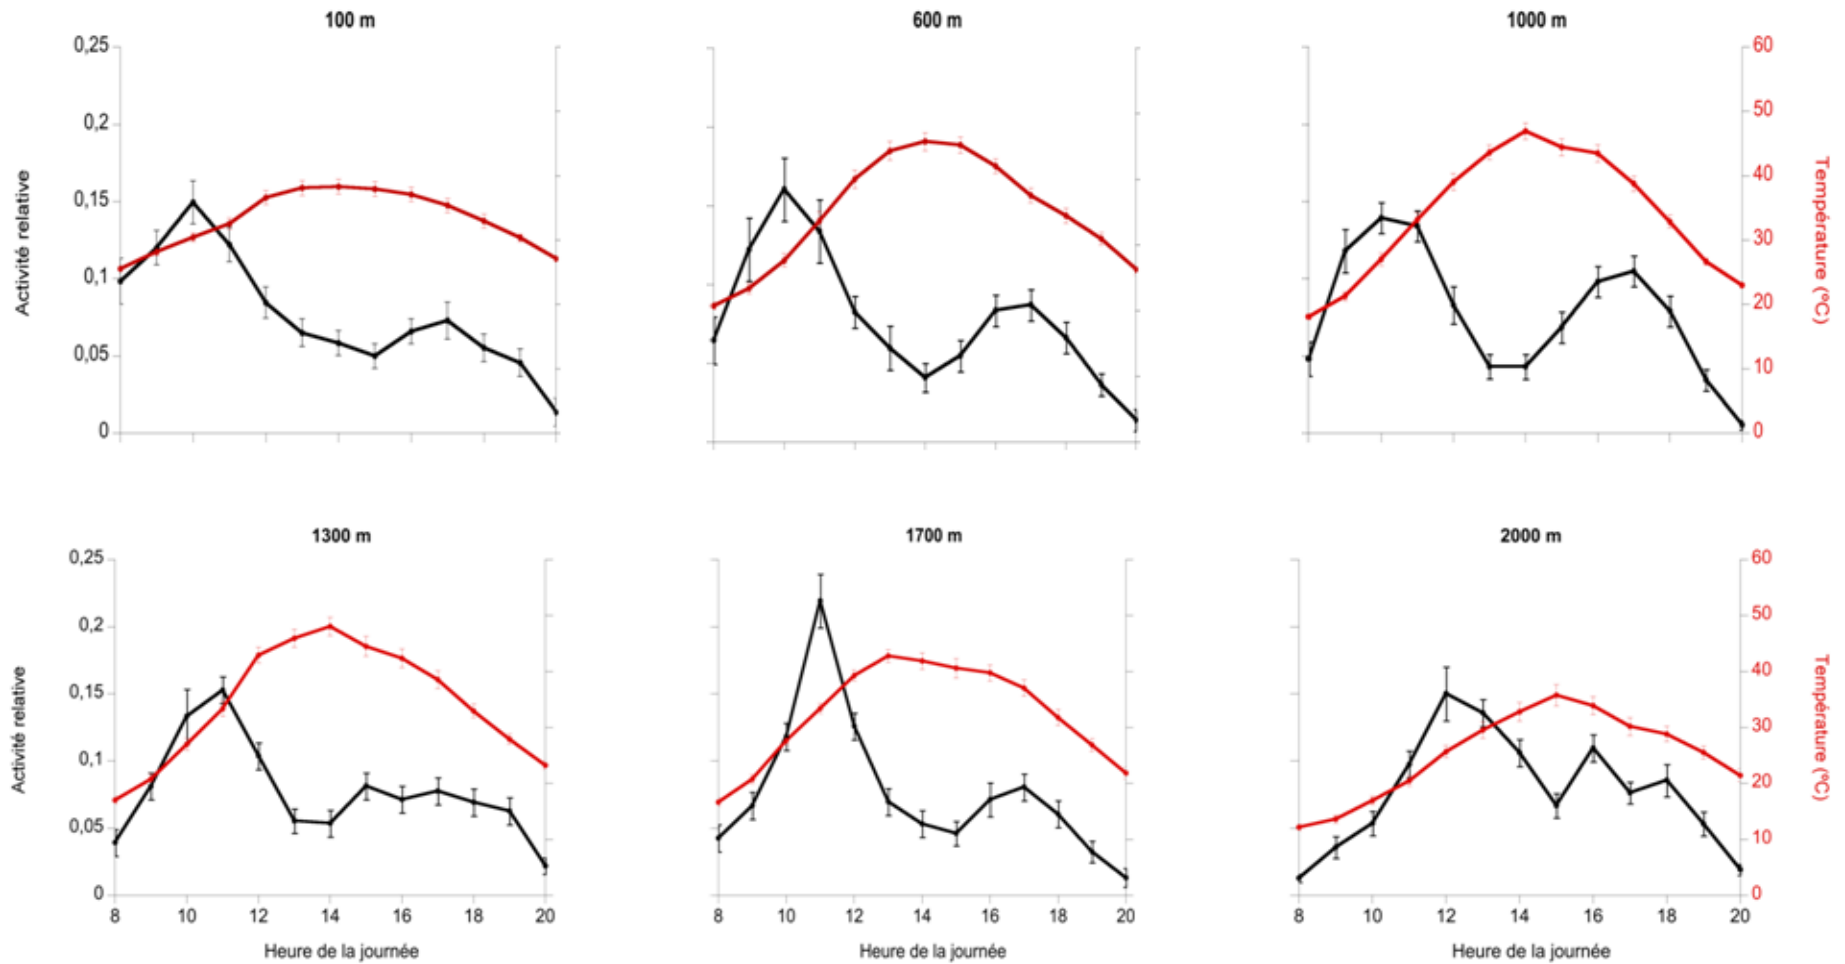 100 m
600 m
1000 m
0,25
0,2
0,15
0,1
0,05
0
Activité relative
60
50
40
30
20
10
0
Température (ºC)
1300 m
1700 m
2000 m
0,25
0,2
0,15
0,1
0,05
0
Activité relative
60
50
40
30
20
10
0
Température (ºC)
8 10 12 14 16 18 20
8 10 12 14 16 18 20
8 10 12 14 16 18 20
Heure de la journée
Heure de la journée
Heure de la journée